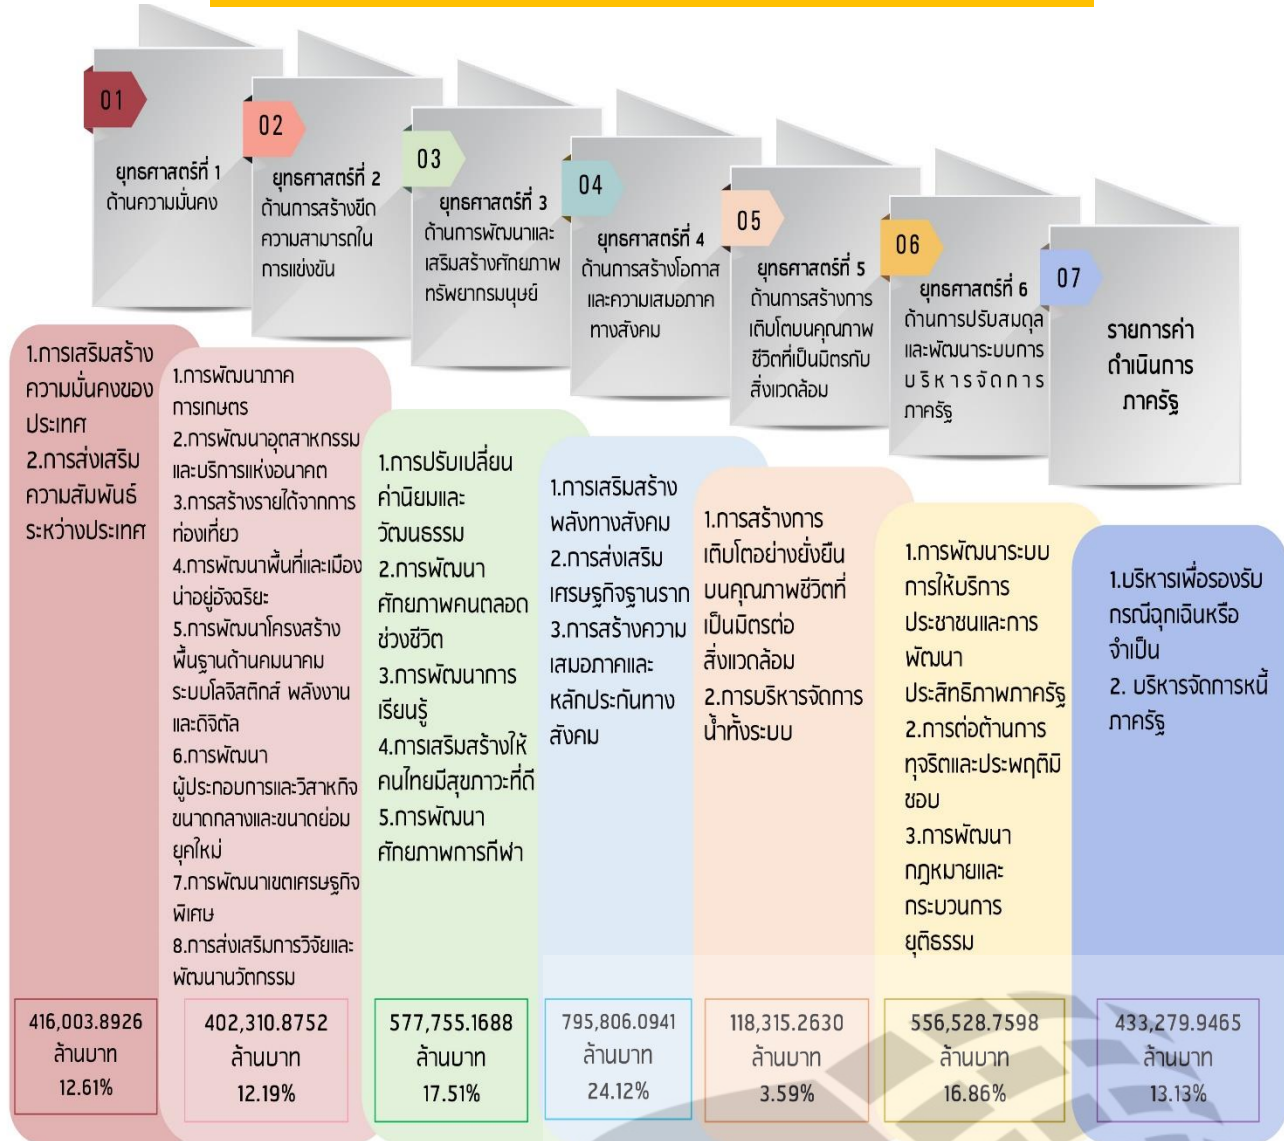 01
ยุทธศาสตร์ที่ 1
ด้านความมั่นคง
02
ยุทธศาสตร์ที่ 2
ด้านการสร้างขีด
ความสามารถใน
การแข่งขัน
03
ยุทธศาสตร์ที่ 3
ด้านการพัฒนาและ
เสริมสร้างศักยภาพ
ทรัพยากรมนุษย์
04
ยุทธศาสตร์ที่ 4
ด้านการสร้างโอกาส
และความเสมอภาค
ทางสังคม
05
ยุทธศาสตร์ที่ 5
ด้านการสร้างการ
เติบโตบนคุณภาพ
ชีวิตที่เป็นมิตรกับ
สิ่งแวดล้อม
06
ยุทธศาสตร์ที่ 6
ด้านการปรับสมดุล
และพัฒนาระบบการ
บริหารจัดการ
ภาครัฐ
07
รายการค่า
ดำเนินการ
ภาครัฐ
1.การเสริมสร้าง
ความมั่นคงของ
ประเทศ
2.การส่งเสริม
ความสัมพันธ์
ระหว่างประเทศ
416,003.8926
ล้านบาท
12.61%
1.การพัฒนาภาค
การเกษตร
2.การพัฒนาอุตสาหกรรม
และบริการแห่งอนาคต
3.การสร้างรายได้จากการ
ท่องเที่ยว
4.การพัฒนาพื้นที่และเมือง
น่าอยู่อัจฉริยะ
5.การพัฒนาโครงสร้าง
พื้นฐานด้านคมนาคม
ระบบโลจิสติกส์ พลังงาน
และดิจิตัล
6.การพัฒนา
ผู้ประกอบการและวิสาหกิจ
ขนาดกลางและขนาดย่อม
ยุคใหม่
7.การพัฒนาเขตเศรษฐกิจ
พิเศษ
8.การส่งเสริมการวิจัยและ
พัฒนานวัตกรรม
402,310.8752
ล้านบาท
12.19%
1.การปรับเปลี่ยน
ค่านิยมและ
วัฒนธรรม
2.การพัฒนา
ศักยภาพคนตลอด
ช่วงชีวิต
3.การพัฒนาการ
เรียนรู้
4.การเสริมสร้างให้
คนไทยมีสุขภาวะที่ดี
5.การพัฒนา
ศักยภาพการกีฬา
577,755.1688
ล้านบาท
17.51%
1.การเสริมสร้าง
พลังทางสังคม
2.การส่งเสริม
เศรษฐกิจฐานราก
3.การสร้างความ
เสมอภาคและ
หลักประกันทาง
สังคม
795,806.0941
ล้านบาท
24.12%
1.การสร้างการ
เติบโตอย่างยั่งยืน
บนคุณภาพชีวิตที่
เป็นมิตรต่อ
สิ่งแวดล้อม
2.การบริหารจัดการ
น้ำทั้งระบบ
118,315.2630
ล้านบาท
3.59%
1.การพัฒนาระบบ
การให้บริการ
ประชาชนและการ
พัฒนา
ประสิทธิภาพภาครัฐ
2.การต่อต้านการ
ทุจริตและประพฤติมิ
ชอบ
3.การพัฒนา
กฎหมายและ
กระบวนการ
ยุติธรรม
556,528.7598
ล้านบาท
16.86%
1.บริหารเพื่อรองรับ
กรณีฉุกเฉินหรือ
จำเป็น
2. บริหารจัดการหนี้
ภาครัฐ
433,279.9465
ล้านบาท
13.13%